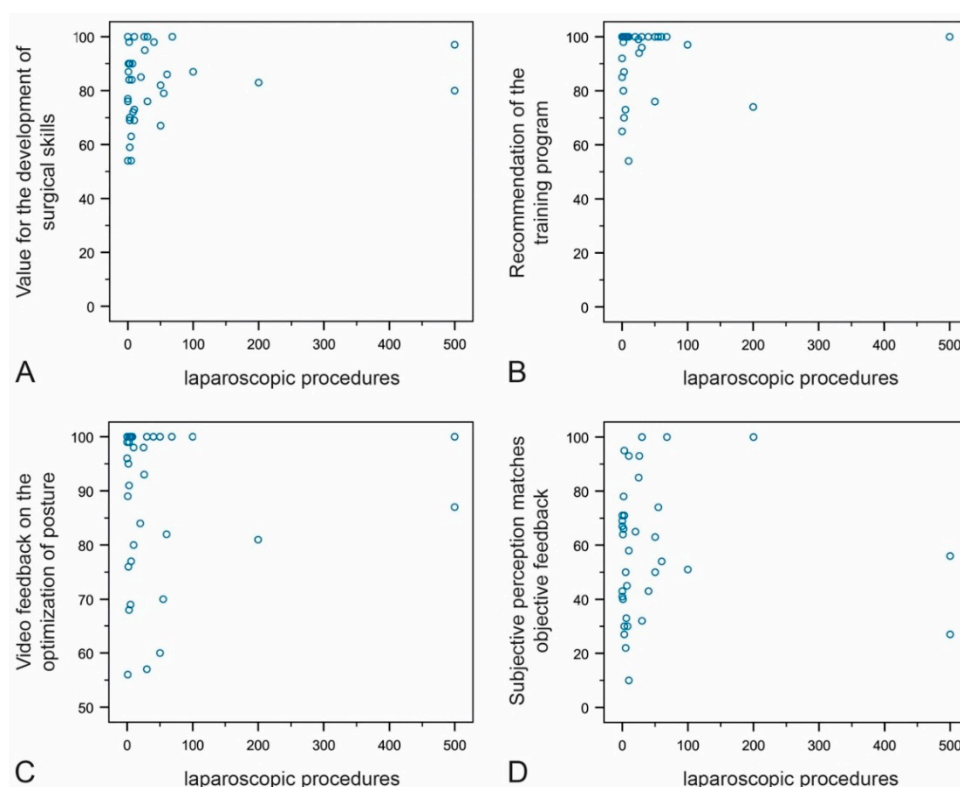 Value for the development of
surgical skills
100
80
60
40
20
0
0 100 200 300 400 500
A
laparoscopic procedures
Recommendation of the
training program
100
80
60
40
20
0
0 100 200 300 400 500
B
laparoscopic procedures
Video feedback on the
optimization of posture
100
90
80
70
60
50
0 100 200 300 400 500
C
laparoscopic procedures
Subjective perception matches
objective feedback
100
80
60
40
20
0
0 100 200 300 400 500
D
laparoscopic procedures